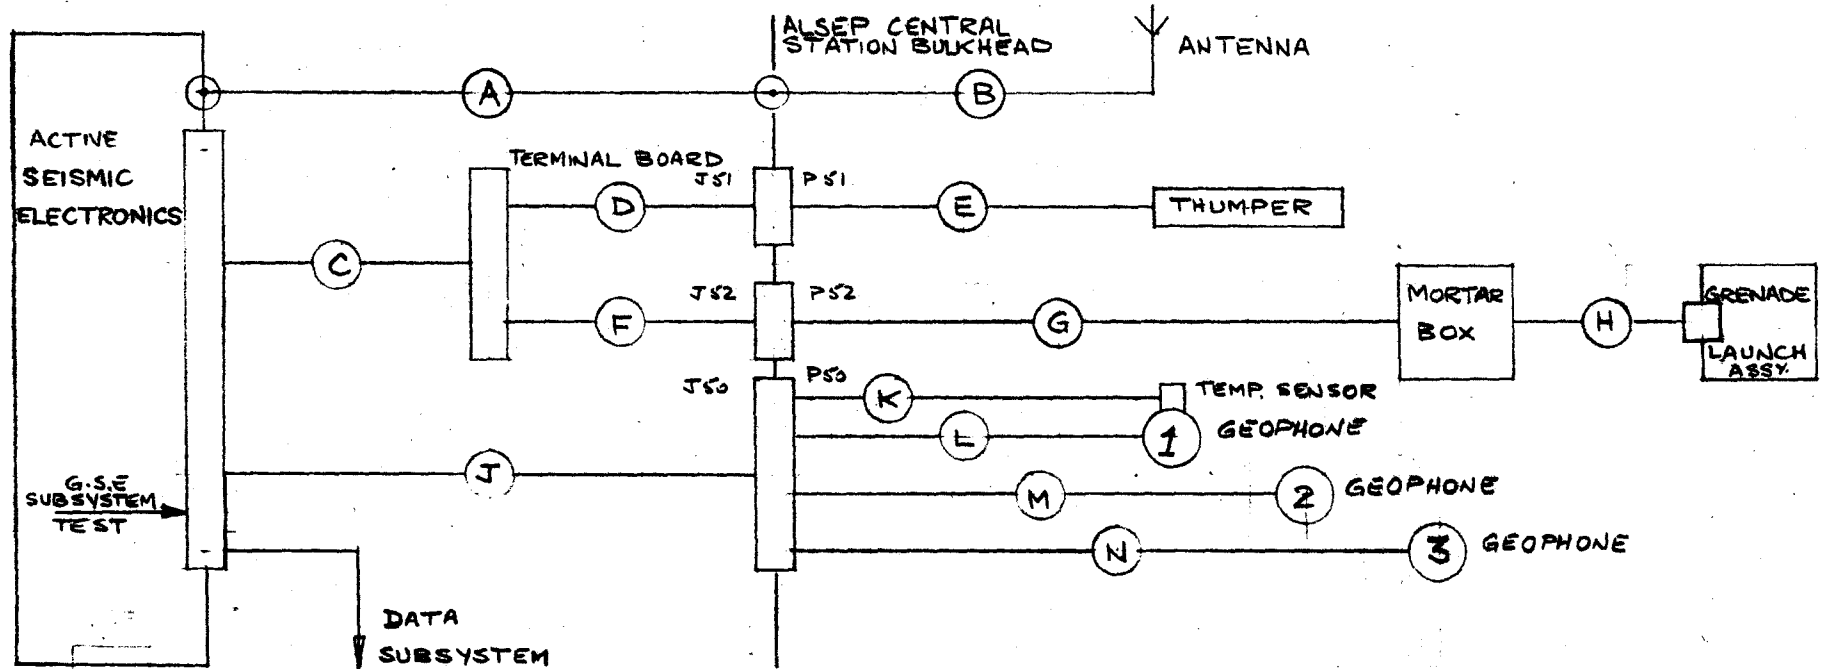 ALSEP CENTRAL
STATION BULKHEAD
ANTENNA
A
B
ACTIVE
SEISMIC
ELECTRONICS
TERMINAL BOARD
J51
P51
D
E
THUMPER
C
J52
P52
F
G
MORTAR
BOX
H
GRENADE
LAUNCH
ASSY.
J50
P50
K
TEMP. SENSOR
L
1
GEOPHONE
J
G.S.E
SUBSYSTEM
TEST
M
2
GEOPHONE
N
3
GEOPHONE
DATA
SUBSYSTEM